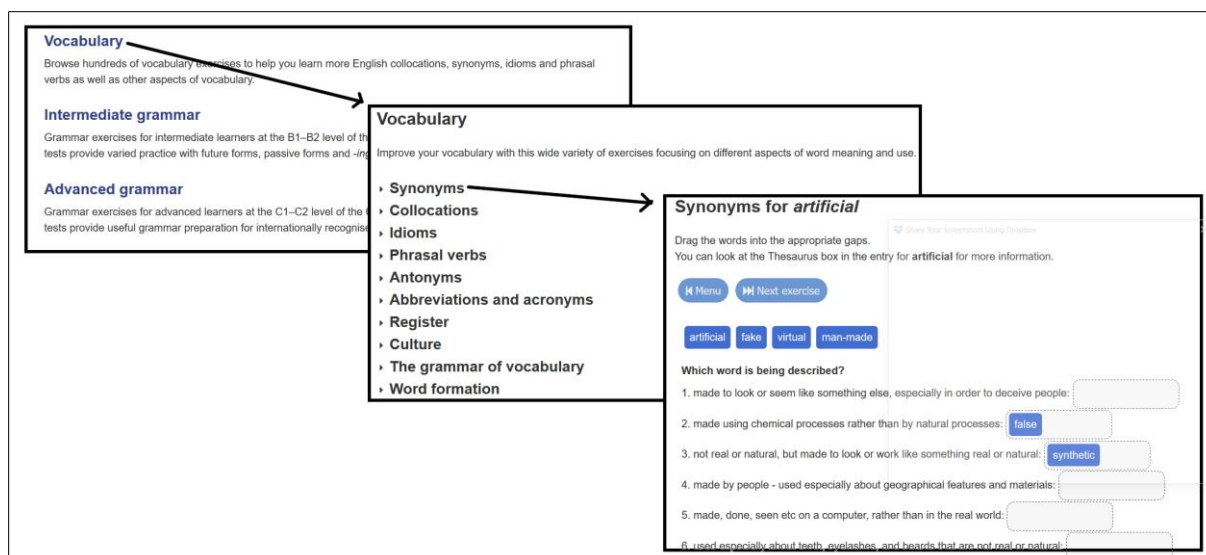 Vocabulary
Browse hundreds of vocabulary exercises to help you learn more English collocations, synonyms, idioms and phrasal
verbs as well as other aspects of vocabulary.
Intermediate grammar
Grammar exercises for intermediate learners at the B1–B2 level of th
tests provide varied practice with future forms, passive forms and -ing
Advanced grammar
Grammar exercises for advanced learners at the C1–C2 level of the
tests provide useful grammar preparation for internationally recognise
Vocabulary
Improve your vocabulary with this wide variety of exercises focusing on different aspects of word meaning and use.
Synonyms
Collocations
Idioms
Phrasal verbs
Antonyms
Abbreviations and acronyms
Register
Culture
The grammar of vocabulary
Word formation
Synonyms for artificial
Share Your Screenshots Using Dropbox
Drag the words into the appropriate gaps.
You can look at the Thesaurus box in the entry for artificial for more information.
Menu Next exercise
artificial fake virtual man-made
Which word is being described?
1. made to look or seem like something else, especially in order to deceive people:
2. made using chemical processes rather than by natural processes: false
3. not real or natural, but made to look or work like something real or natural: synthetic
4. made by people - used especially about geographical features and materials:
5. made, done, seen etc on a computer, rather than in the real world:
6. used especially about teeth, eyelashes, and beards that are not real or natural: